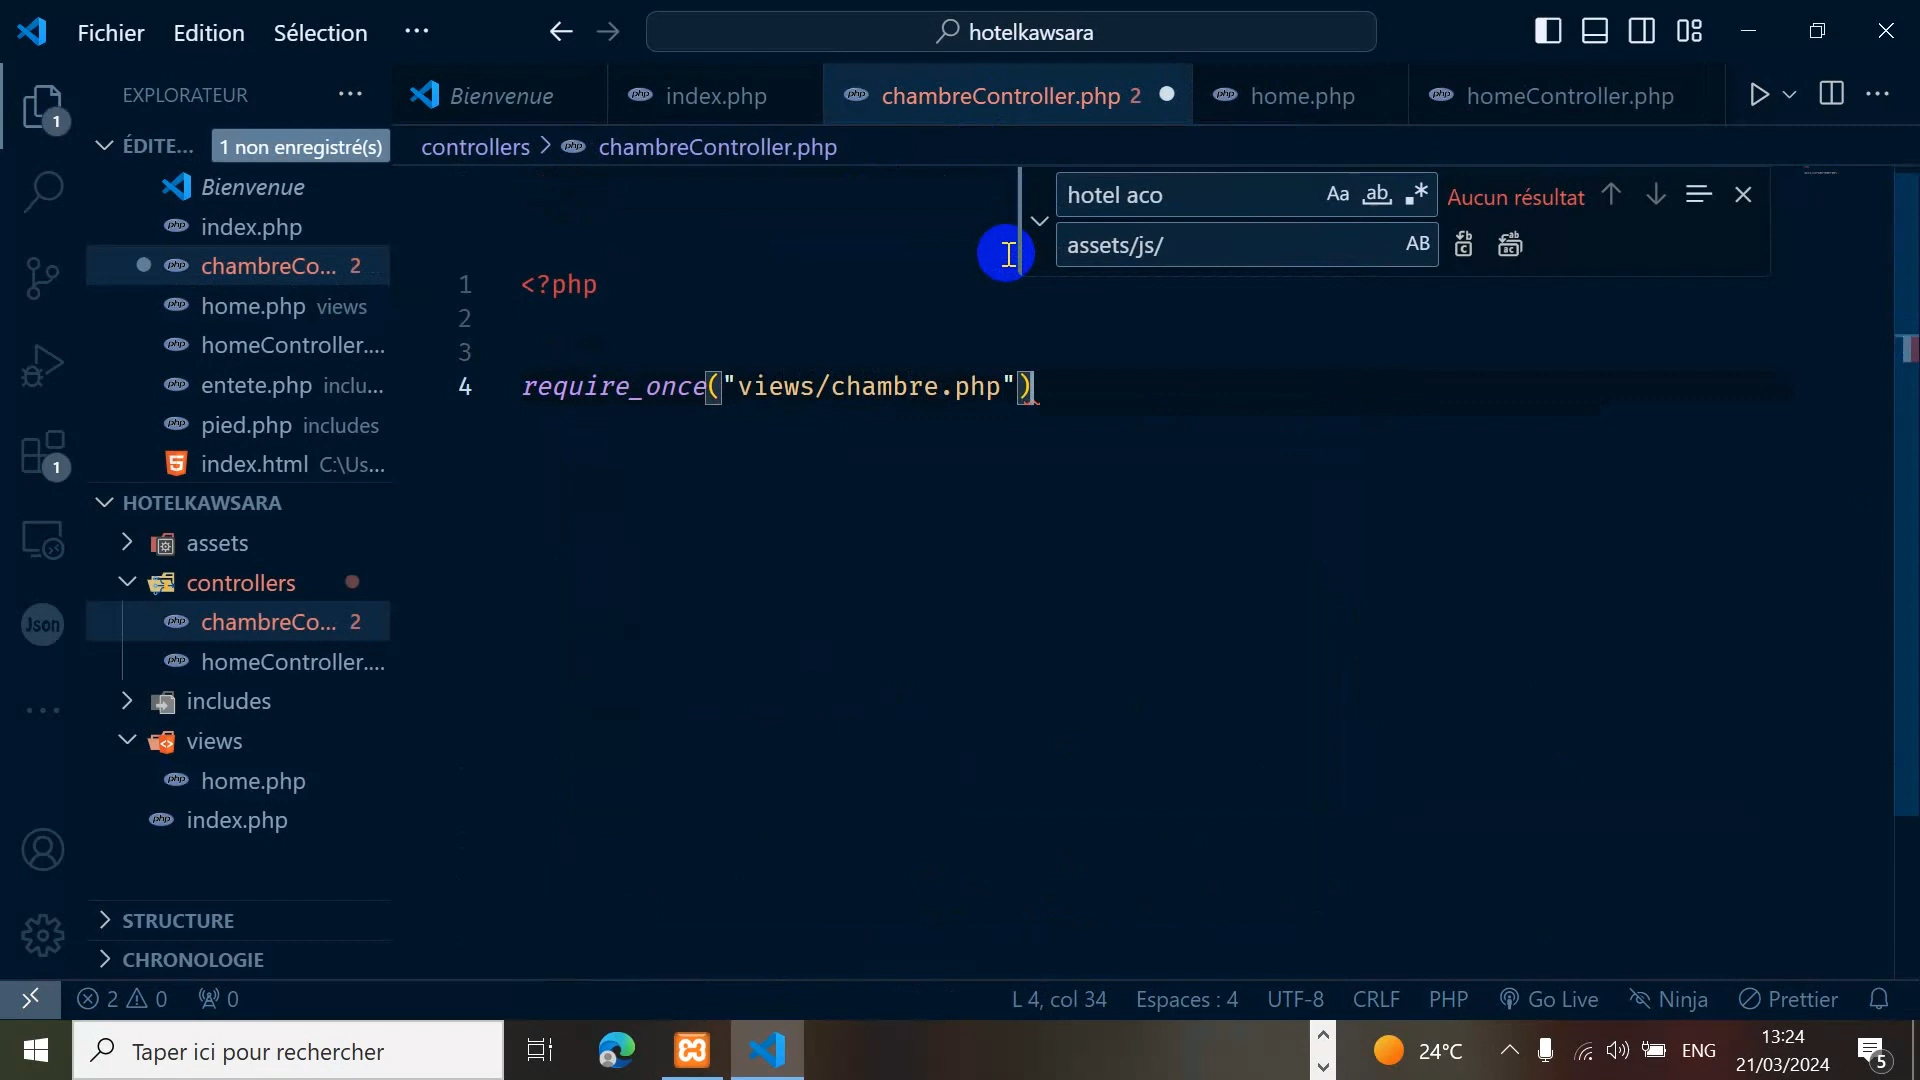 Fichier Edition Sélection ··· hotelkawsara
EXPLORATEUR ···
Bienvenue index.php chambreController.php 2 home.php homeController.php
ÉDITE... 1 non enregistré(s)
controllers > chambreController.php
Bienvenue
index.php
chambreCo... 2
home.php views
homeController....
entete.php inclu...
pied.php includes
index.html C:\Us...
hotel aco Aa ab Aucun résultat
assets/js/ AB
1 <?php
2
3
4 require_once("views/chambre.php")
HOTELKAWSARA
assets
controllers
chambreCo... 2
homeController....
includes
views
home.php
index.php
STRUCTURE
CHRONOLOGIE
1
1
Json
2 0 0 L 4, col 34 Espaces : 4 UTF-8 CRLF PHP Go Live Ninja Prettier
Taper ici pour rechercher 24°C ENG 13:24
21/03/2024 5